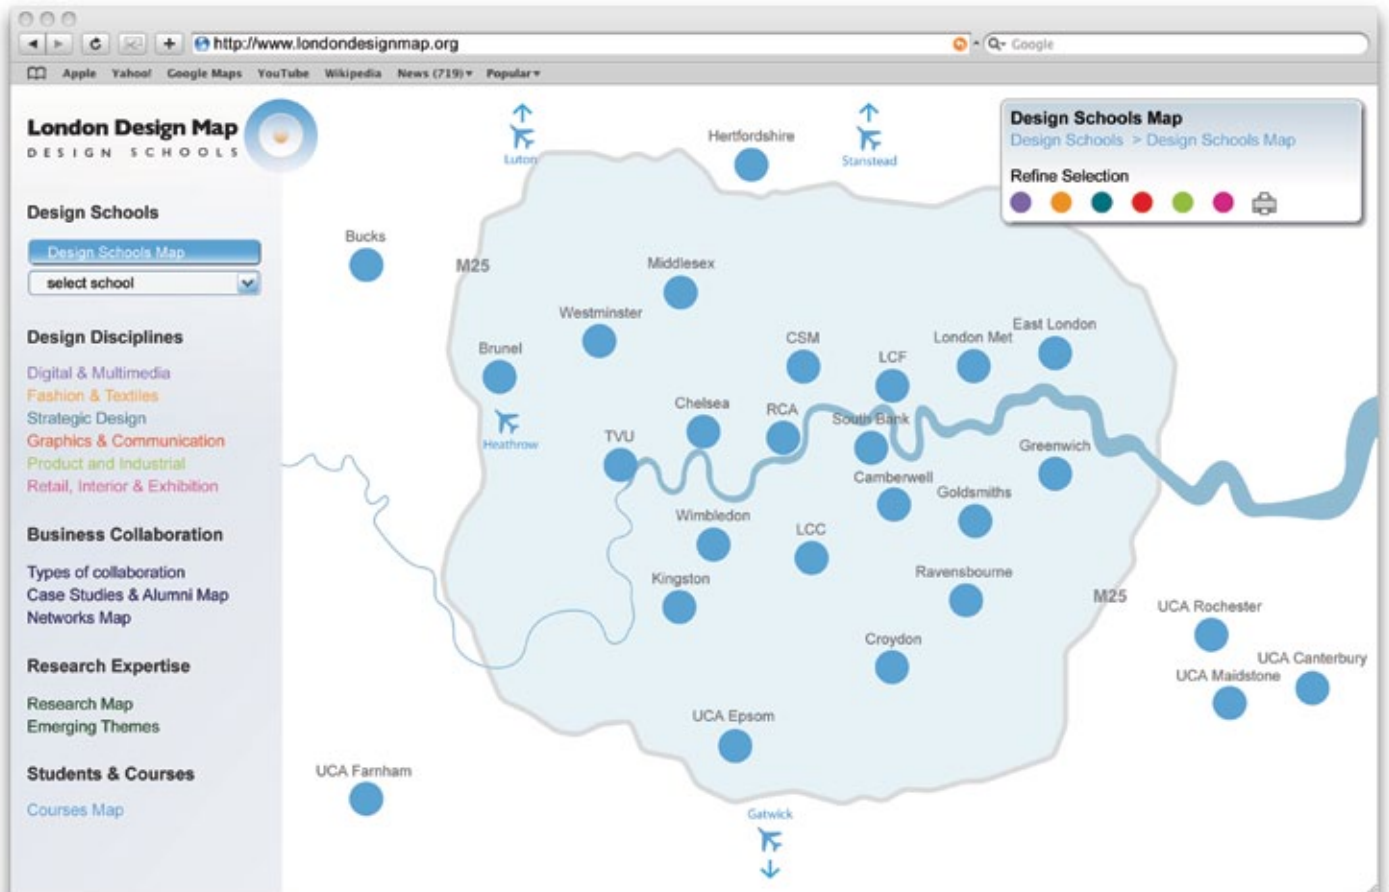 http://www.londondesignmap.org
Google
Apple Yahoo! Google Maps YouTube Wikipedia News (719) Popular
London Design Map
DESIGN SCHOOLS
Design Schools
Design Schools Map
select school
Design Disciplines
Digital & Multimedia
Fashion & Textiles
Strategic Design
Graphics & Communication
Product and Industrial
Retail, Interior & Exhibition
Business Collaboration
Types of collaboration
Case Studies & Alumni Map
Networks Map
Research Expertise
Research Map
Emerging Themes
Students & Courses
Courses Map
Design Schools Map
Design Schools > Design Schools Map
Refine Selection
Luton
Hertfordshire
Stanstead
Bucks
M25
Middlesex
Westminster
Brunel
CSM
LCF
London Met
East London
Heathrow
TVU
Chelsea
RCA
South Bank
Greenwich
Camberwell
Goldsmiths
Wimbledon
LCC
Kingston
Ravensbourne
M25
UCA Rochester
Croydon
UCA Canterbury
UCA Maidstone
UCA Epsom
UCA Farnham
Gatwick